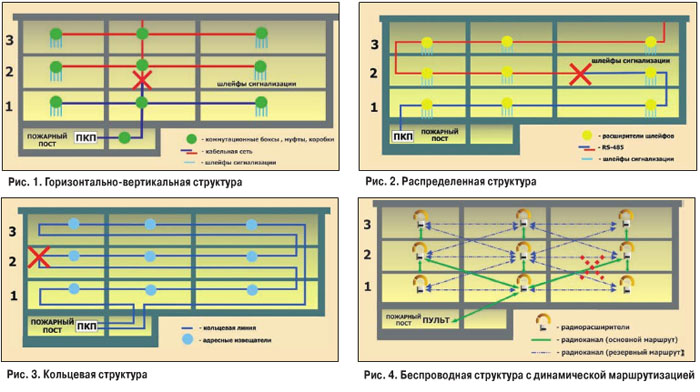 3
2
1
шлейфы сигнализации
ПОЖАРНЫЙ
ПОСТ
ПКП
- коммутационные боксы, муфты, коробки
- кабельная сеть
- шлейфы сигнализации
Рис. 1. Горизонтально-вертикальная структура
3
2
1
шлейфы сигнализации
ПКП
ПОЖАРНЫЙ ПОСТ
- расширители шлейфов
- RS-485
- шлейфы сигнализации
Рис. 2. Распределенная структура
3
2
1
ПОЖАРНЫЙ
ПОСТ
ПКП
- кольцевая линия
- адресные извещатели
Рис. 3. Кольцевая структура
3
2
1
ПОЖАРНЫЙ
ПОСТ
ПУЛЬТ
- радиорасширители
- радиоканал (основной маршрут)
- радиоканал (резервный маршрут)
Рис. 4. Беспроводная структура с динамической маршрутизацией